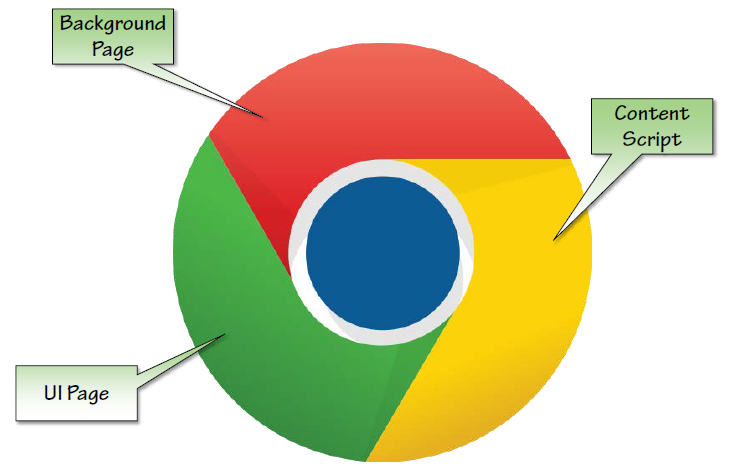 Background
Page
Content
Script
UI Page